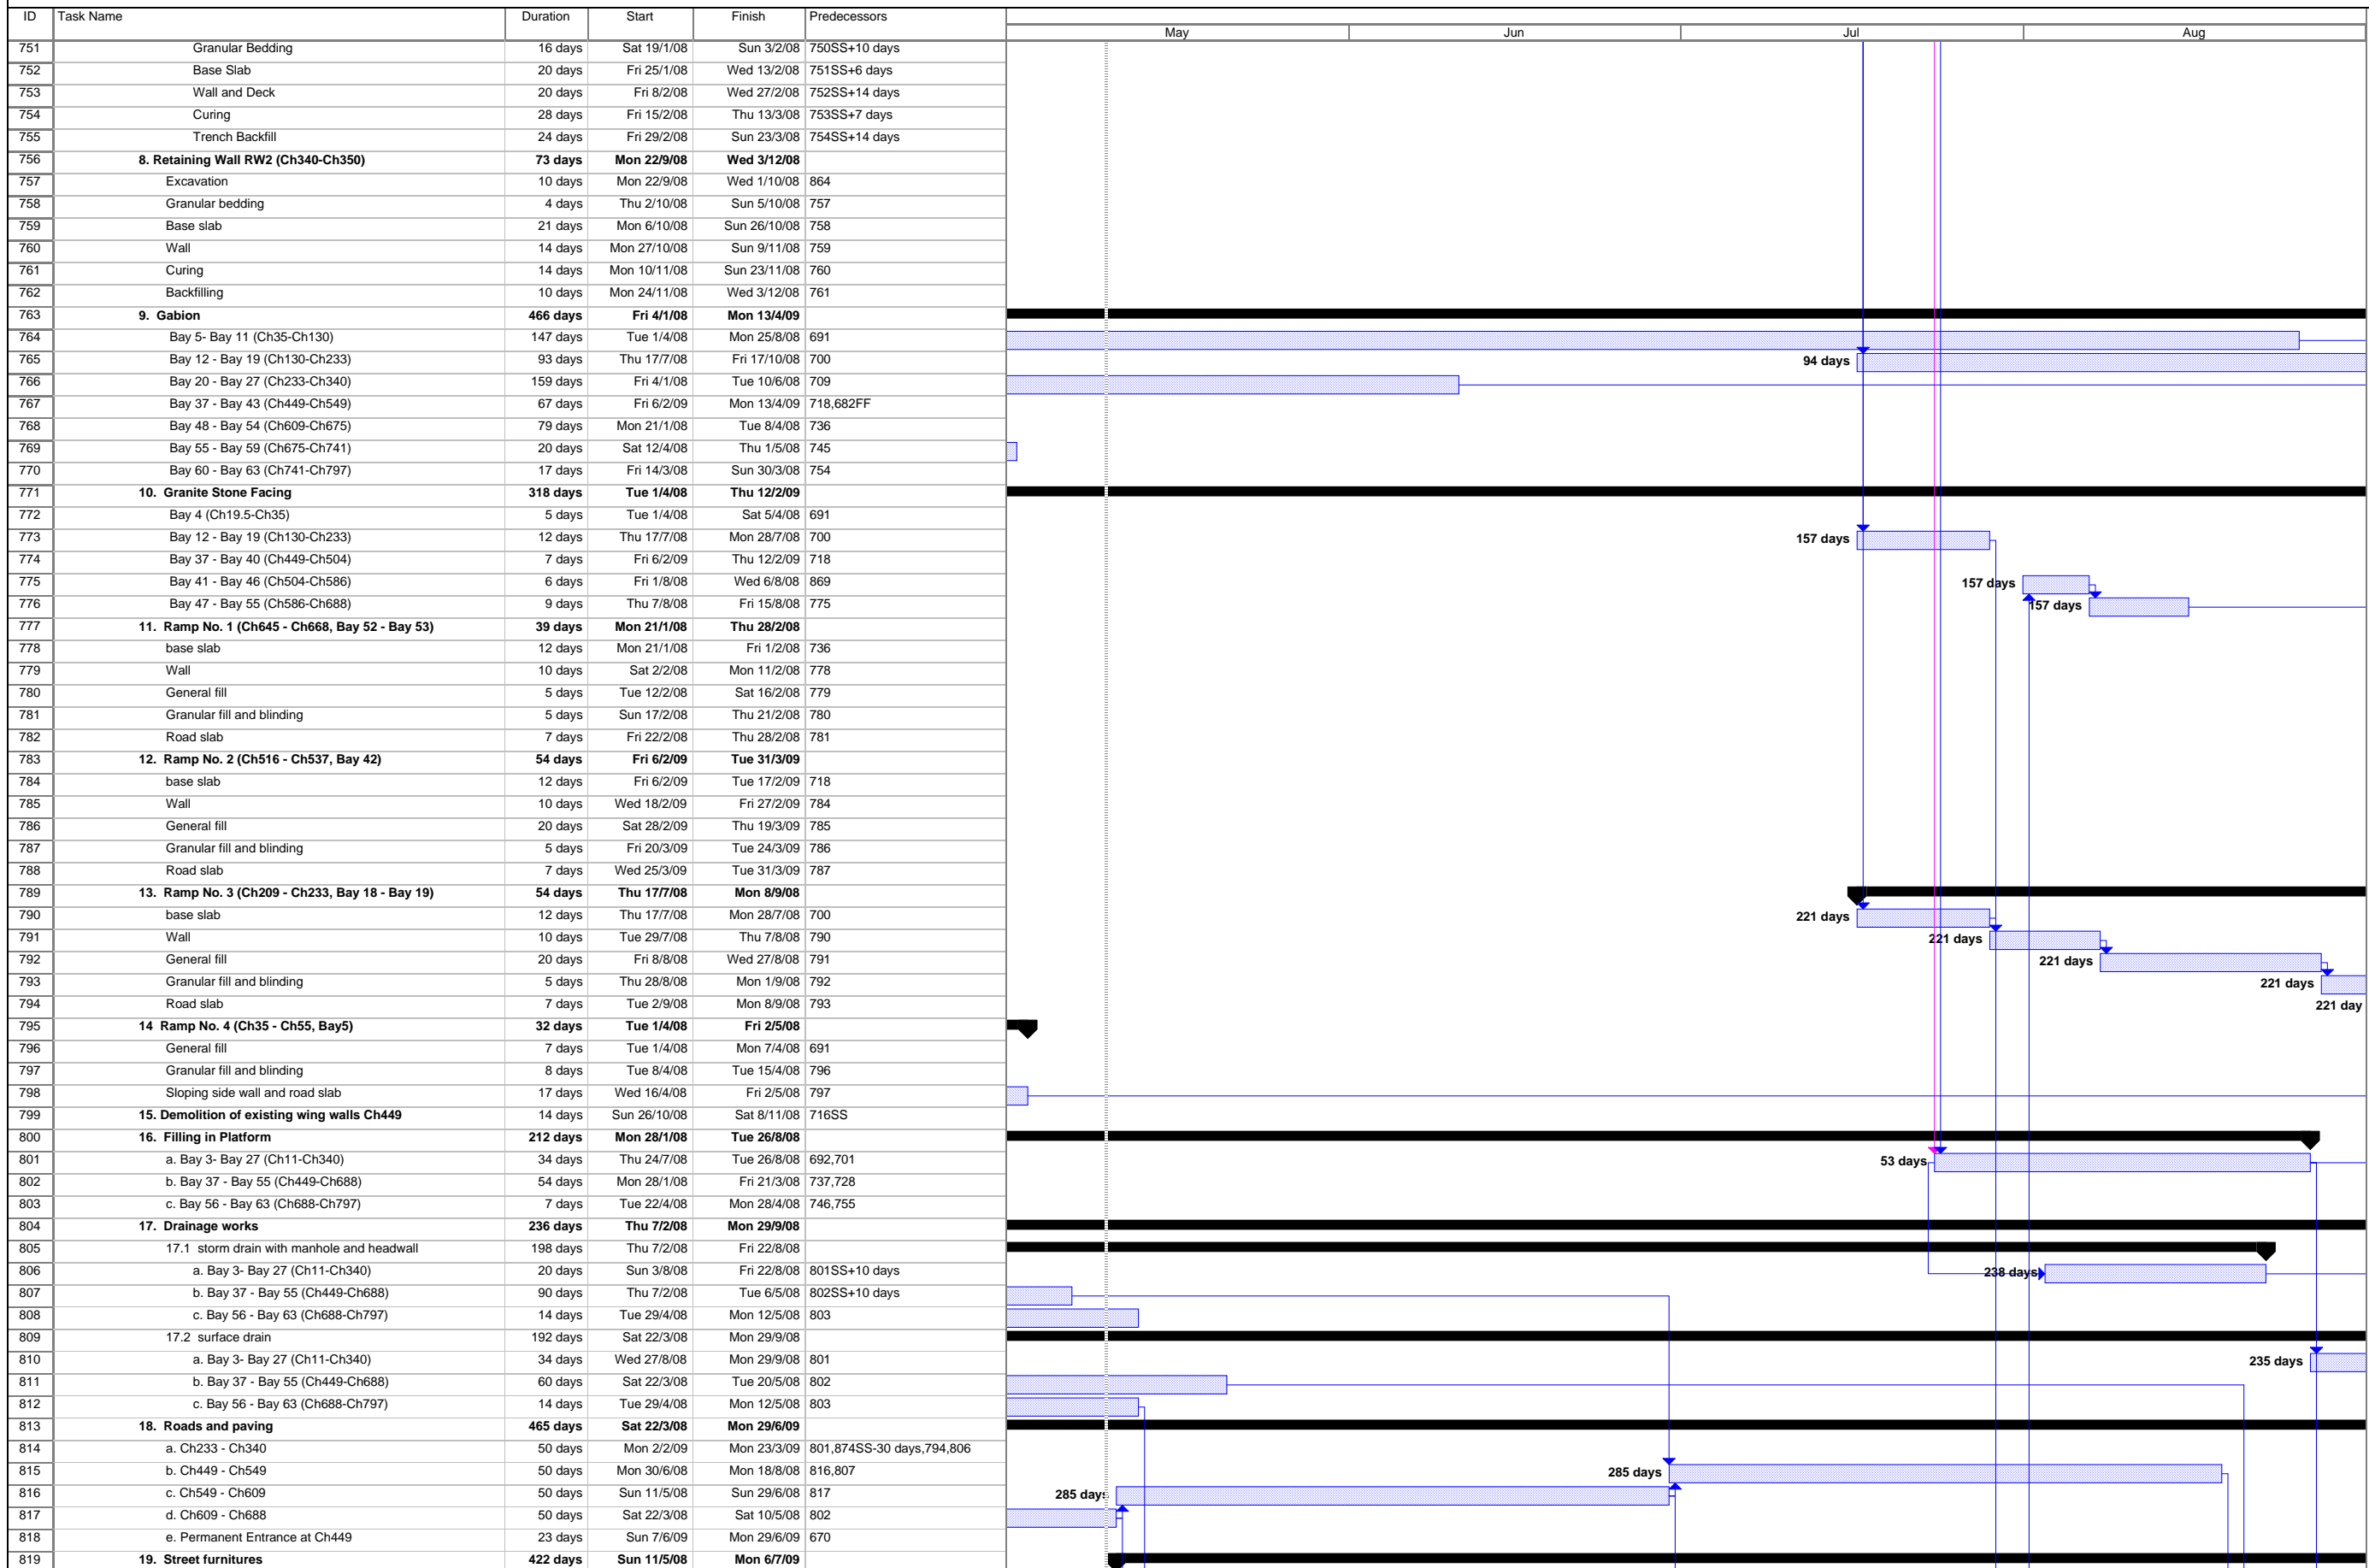 ID Task Name Duration Start Finish Predecessors
May Jun Jul Aug
751 Granular Bedding 16 days Sat 19/1/08 Sun 3/2/08 750SS+10 days
752 Base Slab 20 days Fri 25/1/08 Wed 13/2/08 751SS+6 days
753 Wall and Deck 20 days Fri 8/2/08 Wed 27/2/08 752SS+14 days
754 Curing 28 days Fri 15/2/08 Thu 13/3/08 753SS+7 days
755 Trench Backfill 24 days Fri 29/2/08 Sun 23/3/08 754SS+14 days
756 8. Retaining Wall RW2 (Ch340-Ch350) 73 days Mon 22/9/08 Wed 3/12/08
757 Excavation 10 days Mon 22/9/08 Wed 1/10/08 864
758 Granular bedding 4 days Thu 2/10/08 Sun 5/10/08 757
759 Base slab 21 days Mon 6/10/08 Sun 26/10/08 758
760 Wall 14 days Mon 27/10/08 Sun 9/11/08 759
761 Curing 14 days Mon 10/11/08 Sun 23/11/08 760
762 Backfilling 10 days Mon 24/11/08 Wed 3/12/08 761
763 9. Gabion 466 days Fri 4/1/08 Mon 13/4/09
764 Bay 5- Bay 11 (Ch35-Ch130) 147 days Tue 1/4/08 Mon 25/8/08 691
765 Bay 12 - Bay 19 (Ch130-Ch233) 93 days Thu 17/7/08 Fri 17/10/08 700 94 days
766 Bay 20 - Bay 27 (Ch233-Ch340) 159 days Fri 4/1/08 Tue 10/6/08 709
767 Bay 37 - Bay 43 (Ch449-Ch549) 67 days Fri 6/2/09 Mon 13/4/09 718,682FF
768 Bay 48 - Bay 54 (Ch609-Ch675) 79 days Mon 21/1/08 Tue 8/4/08 736
769 Bay 55 - Bay 59 (Ch675-Ch741) 20 days Sat 12/4/08 Thu 1/5/08 745
770 Bay 60 - Bay 63 (Ch741-Ch797) 17 days Fri 14/3/08 Sun 30/3/08 754
771 10. Granite Stone Facing 318 days Tue 1/4/08 Thu 12/2/09
772 Bay 4 (Ch19.5-Ch35) 5 days Tue 1/4/08 Sat 5/4/08 691
773 Bay 12 - Bay 19 (Ch130-Ch233) 12 days Thu 17/7/08 Mon 28/7/08 700 157 days
774 Bay 37 - Bay 40 (Ch449-Ch504) 7 days Fri 6/2/09 Thu 12/2/09 718
775 Bay 41 - Bay 46 (Ch504-Ch586) 6 days Fri 1/8/08 Wed 6/8/08 869 157 days
776 Bay 47 - Bay 55 (Ch586-Ch688) 9 days Thu 7/8/08 Fri 15/8/08 775 157 days
777 11. Ramp No. 1 (Ch645 - Ch668, Bay 52 - Bay 53) 39 days Mon 21/1/08 Thu 28/2/08
778 base slab 12 days Mon 21/1/08 Fri 1/2/08 736
779 Wall 10 days Sat 2/2/08 Mon 11/2/08 778
780 General fill 5 days Tue 12/2/08 Sat 16/2/08 779
781 Granular fill and blinding 5 days Sun 17/2/08 Thu 21/2/08 780
782 Road slab 7 days Fri 22/2/08 Thu 28/2/08 781
783 12. Ramp No. 2 (Ch516 - Ch537, Bay 42) 54 days Fri 6/2/09 Tue 31/3/09
784 base slab 12 days Fri 6/2/09 Tue 17/2/09 718
785 Wall 10 days Wed 18/2/09 Fri 27/2/09 784
786 General fill 20 days Sat 28/2/09 Thu 19/3/09 785
787 Granular fill and blinding 5 days Fri 20/3/09 Tue 24/3/09 786
788 Road slab 7 days Wed 25/3/09 Tue 31/3/09 787
789 13. Ramp No. 3 (Ch209 - Ch233, Bay 18 - Bay 19) 54 days Thu 17/7/08 Mon 8/9/08
790 base slab 12 days Thu 17/7/08 Mon 28/7/08 700 221 days
791 Wall 10 days Tue 29/7/08 Thu 7/8/08 790 221 days
792 General fill 20 days Fri 8/8/08 Wed 27/8/08 791 221 days
793 Granular fill and blinding 5 days Thu 28/8/08 Mon 1/9/08 792 221 days
794 Road slab 7 days Tue 2/9/08 Mon 8/9/08 793 221 day
795 14 Ramp No. 4 (Ch35 - Ch55, Bay5) 32 days Tue 1/4/08 Fri 2/5/08
796 General fill 7 days Tue 1/4/08 Mon 7/4/08 691
797 Granular fill and blinding 8 days Tue 8/4/08 Tue 15/4/08 796
798 Sloping side wall and road slab 17 days Wed 16/4/08 Fri 2/5/08 797
799 15. Demolition of existing wing walls Ch449 14 days Sun 26/10/08 Sat 8/11/08 716SS
800 16. Filling in Platform 212 days Mon 28/1/08 Tue 26/8/08
801 a. Bay 3- Bay 27 (Ch11-Ch340) 34 days Thu 24/7/08 Tue 26/8/08 692,701 53 days
802 b. Bay 37 - Bay 55 (Ch449-Ch688) 54 days Mon 28/1/08 Fri 21/3/08 737,728
803 c. Bay 56 - Bay 63 (Ch688-Ch797) 7 days Tue 22/4/08 Mon 28/4/08 746,755
804 17. Drainage works 236 days Thu 7/2/08 Mon 29/9/08
805 17.1 storm drain with manhole and headwall 198 days Thu 7/2/08 Fri 22/8/08
806 a. Bay 3- Bay 27 (Ch11-Ch340) 20 days Sun 3/8/08 Fri 22/8/08 801SS+10 days 238 days
807 b. Bay 37 - Bay 55 (Ch449-Ch688) 90 days Thu 7/2/08 Tue 6/5/08 802SS+10 days
808 c. Bay 56 - Bay 63 (Ch688-Ch797) 14 days Tue 29/4/08 Mon 12/5/08 803
809 17.2 surface drain 192 days Sat 22/3/08 Mon 29/9/08
810 a. Bay 3- Bay 27 (Ch11-Ch340) 34 days Wed 27/8/08 Mon 29/9/08 801 235 days
811 b. Bay 37 - Bay 55 (Ch449-Ch688) 60 days Sat 22/3/08 Tue 20/5/08 802
812 c. Bay 56 - Bay 63 (Ch688-Ch797) 14 days Tue 29/4/08 Mon 12/5/08 803
813 18. Roads and paving 465 days Sat 22/3/08 Mon 29/6/09
814 a. Ch233 - Ch340 50 days Mon 2/2/09 Mon 23/3/09 801,874SS-30 days,794,806
815 b. Ch449 - Ch549 50 days Mon 30/6/08 Mon 18/8/08 816,807 285 days
816 c. Ch549 - Ch609 50 days Sun 11/5/08 Sun 29/6/08 817 285 days
817 d. Ch609 - Ch688 50 days Sat 22/3/08 Sat 10/5/08 802
818 e. Permanent Entrance at Ch449 23 days Sun 7/6/09 Mon 29/6/09 670
819 19. Street furnitures 422 days Sun 11/5/08 Mon 6/7/09